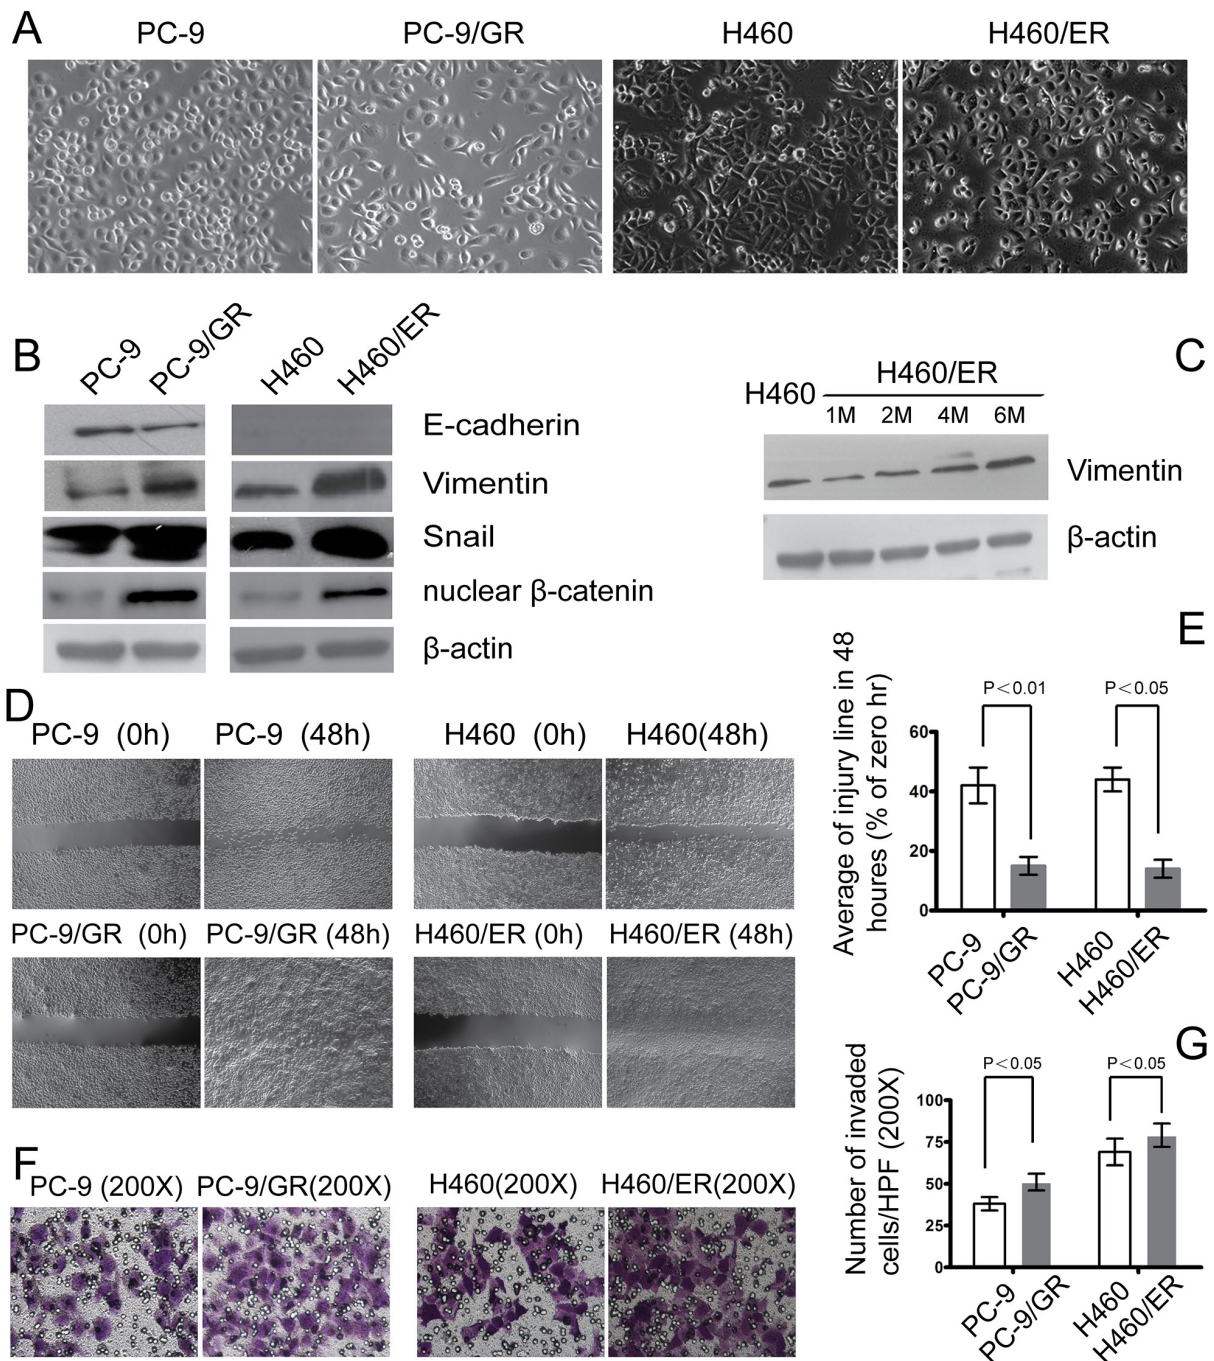 A
PC-9 PC-9/GR H460 H460/ER
B
PC-9 PC-9/GR H460 H460/ER
E-cadherin
Vimentin
Snail
nuclear β-catenin
β-actin
C
H460/ER
H460 1M 2M 4M 6M
Vimentin
β-actin
D
PC-9 (0h) PC-9 (48h) H460 (0h) H460(48h)
PC-9/GR (0h) PC-9/GR (48h) H460/ER (0h) H460/ER (48h)
E
Average of injury line in 48
houres (% of zero hr)
P<0.01 P<0.05
60
40
20
0
PC-9 PC-9/GR H460 H460/ER
F
PC-9 (200X) PC-9/GR(200X) H460(200X) H460/ER(200X)
G
Number of invaded
cells/HPF (200X)
P<0.05 P<0.05
100
75
50
25
0
PC-9 PC-9/GR H460 H460/ER